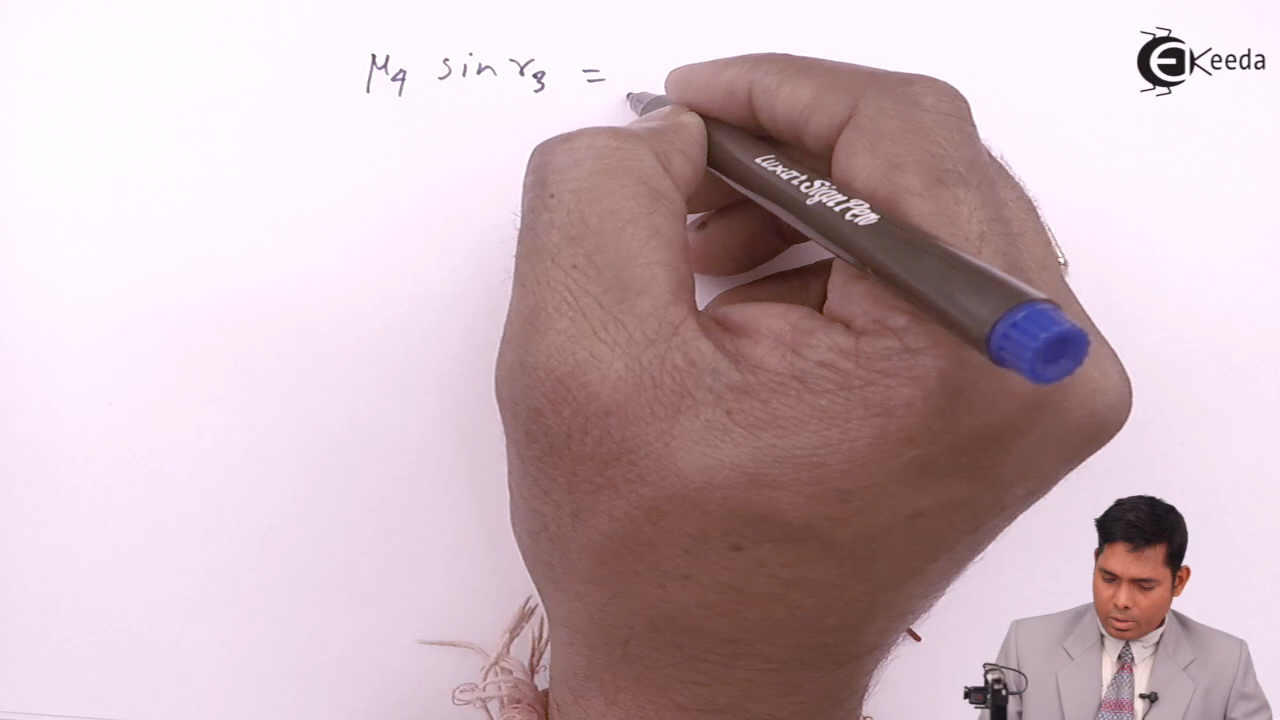 μ4 sin r3 =
EKeeda
Luxor Sign Pen